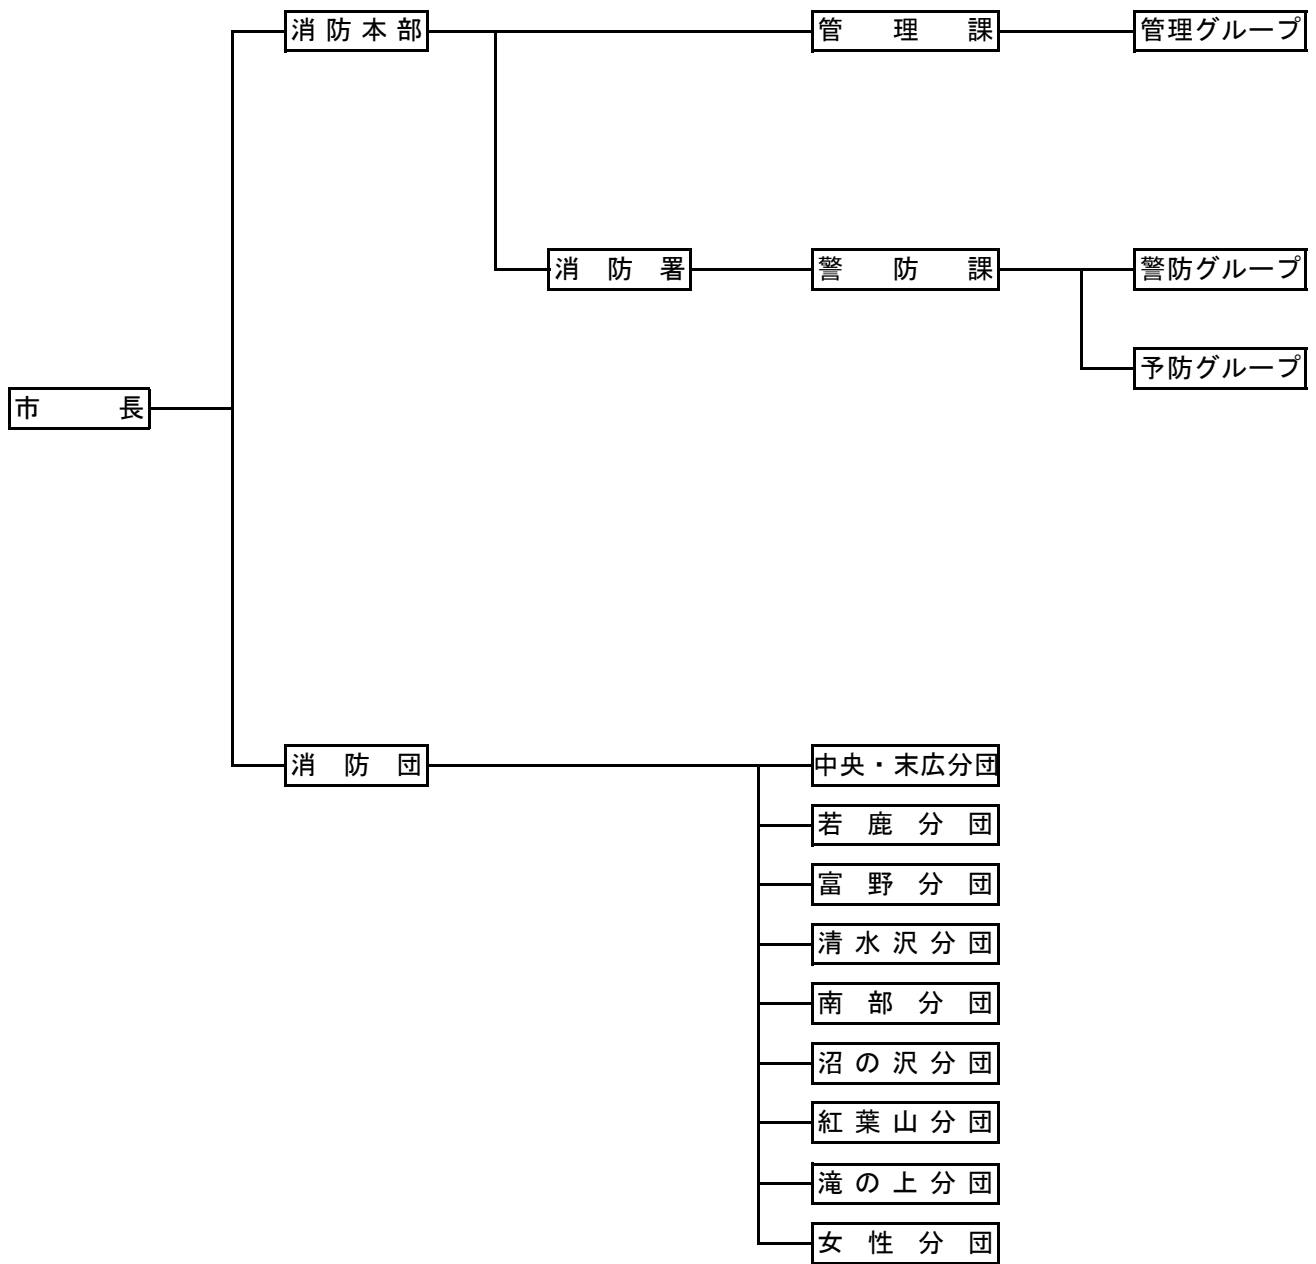 消防本部
管理課
管理グループ
消防署
警防課
警防グループ
予防グループ
市長
消防団
中央・末広分団
若鹿分団
富野分団
清水沢分団
南部分団
沼の沢分団
紅葉山分団
滝の上分団
女性分団